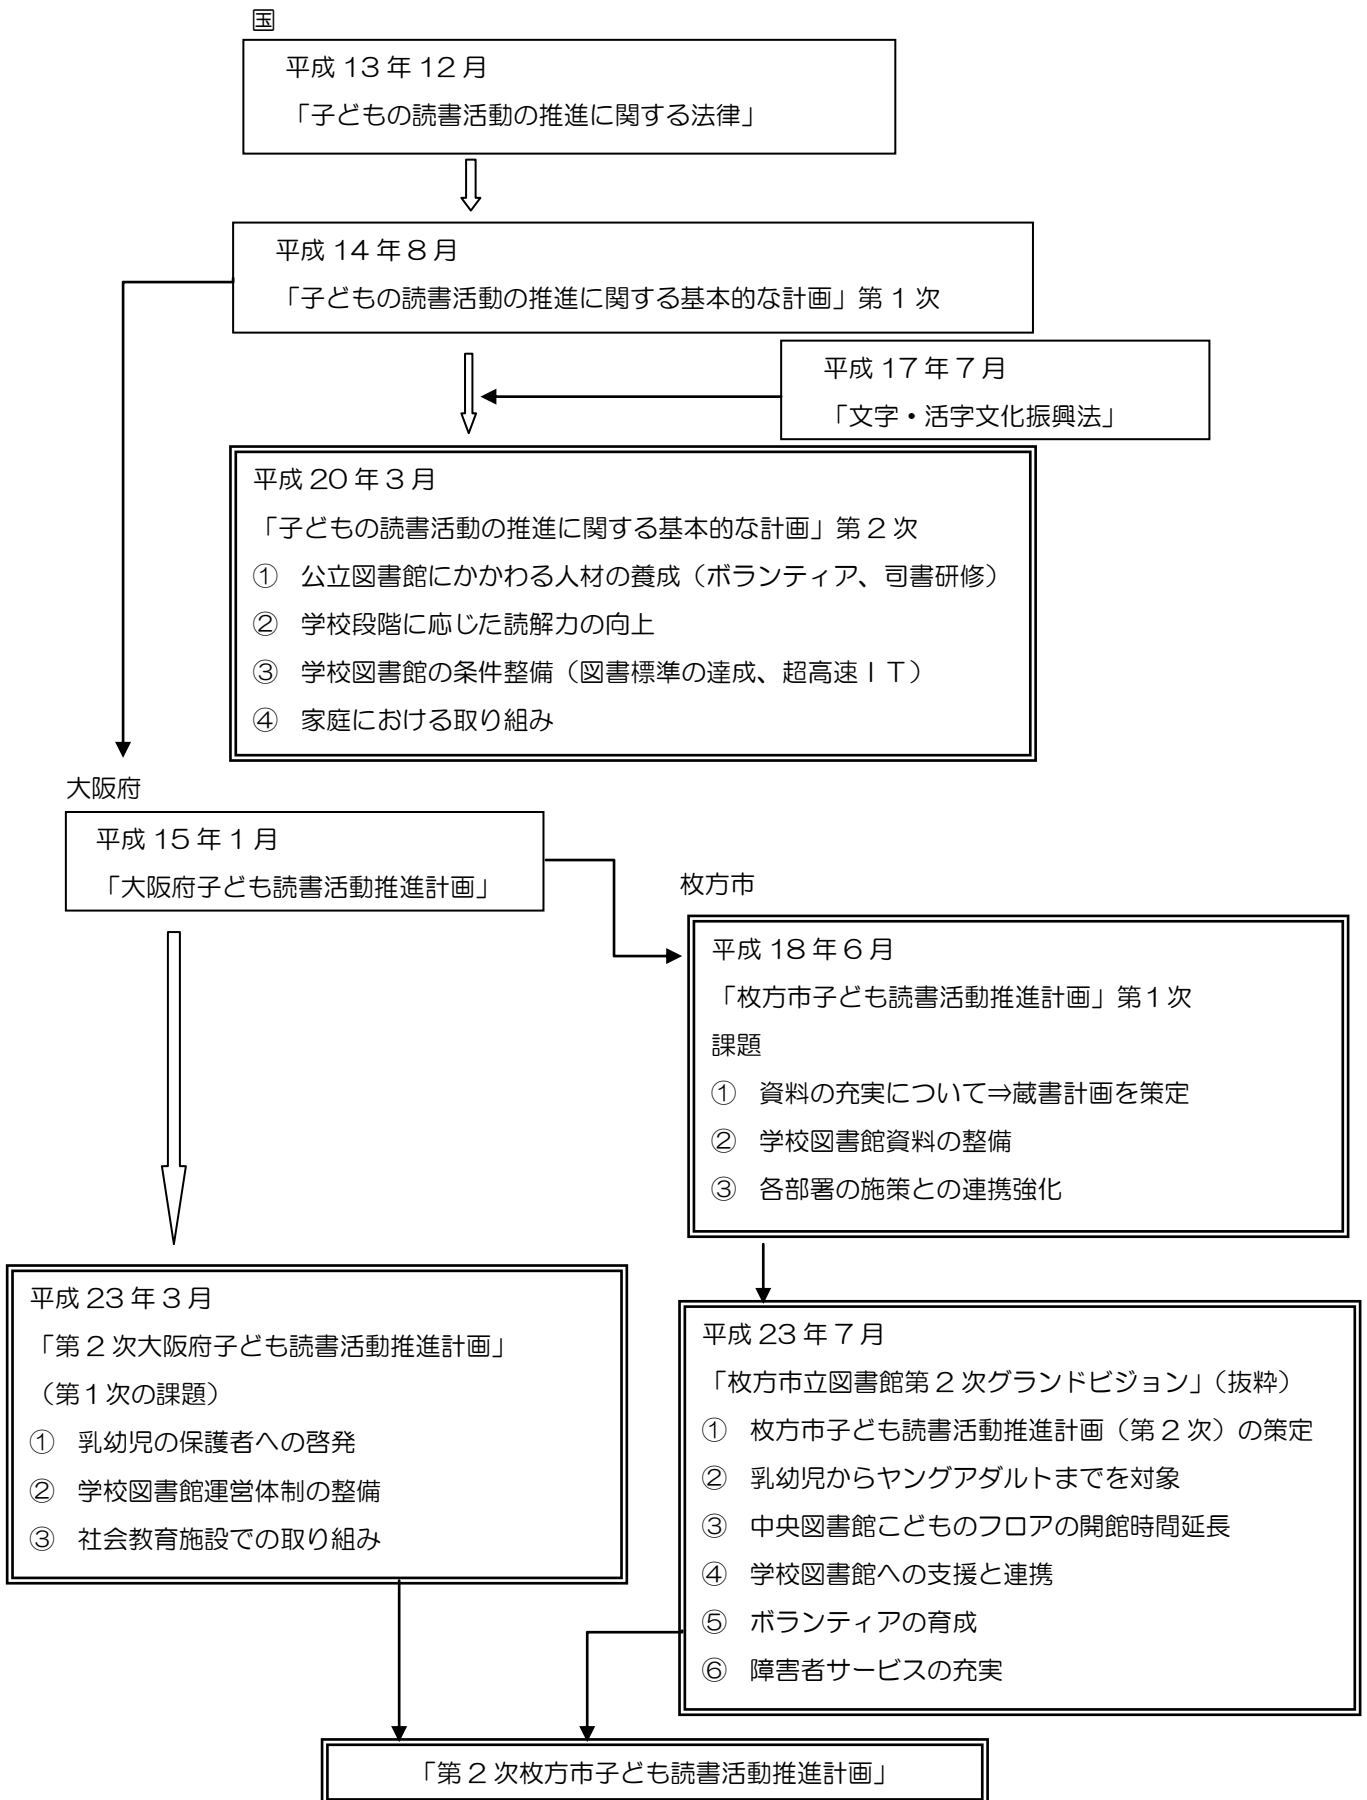 国
平成 13 年 12 月
「子どもの読書活動の推進に関する法律」
平成 14 年 8 月
「子どもの読書活動の推進に関する基本的な計画」第 1 次
平成 17 年 7 月
「文字・活字文化振興法」
平成 20 年 3 月
「子どもの読書活動の推進に関する基本的な計画」第 2 次
① 公立図書館にかかわる人材の養成（ボランティア、司書研修）
② 学校段階に応じた読解力の向上
③ 学校図書館の条件整備（図書標準の達成、超高速ＩＴ）
④ 家庭における取り組み
大阪府
平成 15 年 1 月
「大阪府子ども読書活動推進計画」
枚方市
平成 18 年 6 月
「枚方市子ども読書活動推進計画」第 1 次
課題
① 資料の充実について⇒蔵書計画を策定
② 学校図書館資料の整備
③ 各部署の施策との連携強化
平成 23 年 3 月
「第 2 次大阪府子ども読書活動推進計画」
（第 1 次の課題）
① 乳幼児の保護者への啓発
② 学校図書館運営体制の整備
③ 社会教育施設での取り組み
平成 23 年 7 月
「枚方市立図書館第 2 次グランドビジョン」（抜粋）
① 枚方市子ども読書活動推進計画（第 2 次）の策定
② 乳幼児からヤングアダルトまでを対象
③ 中央図書館こどものフロアの開館時間延長
④ 学校図書館への支援と連携
⑤ ボランティアの育成
⑥ 障害者サービスの充実
「第 2 次枚方市子ども読書活動推進計画」